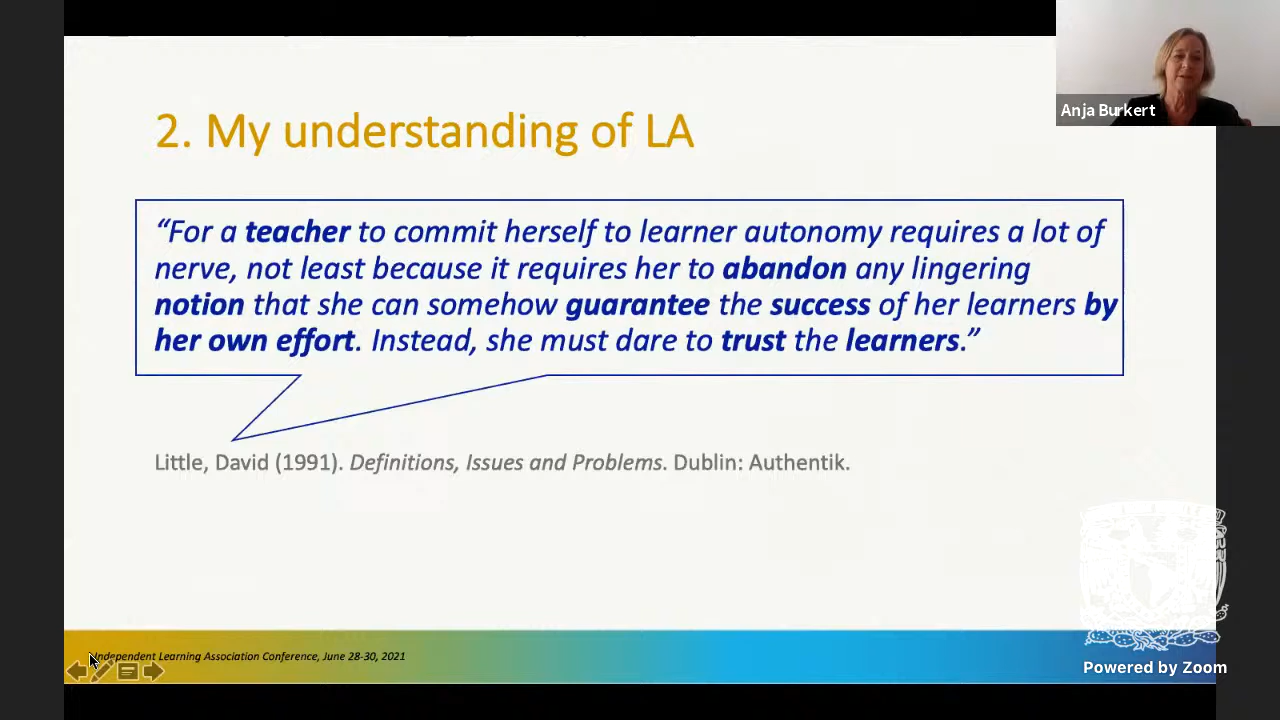 Anja Burkert
2. My understanding of LA
“For a teacher to commit herself to learner autonomy requires a lot of
nerve, not least because it requires her to abandon any lingering
notion that she can somehow guarantee the success of her learners by
her own effort. Instead, she must dare to trust the learners.”
Little, David (1991). Definitions, Issues and Problems. Dublin: Authentik.
Independent Learning Association Conference, June 28-30, 2021
Powered by Zoom